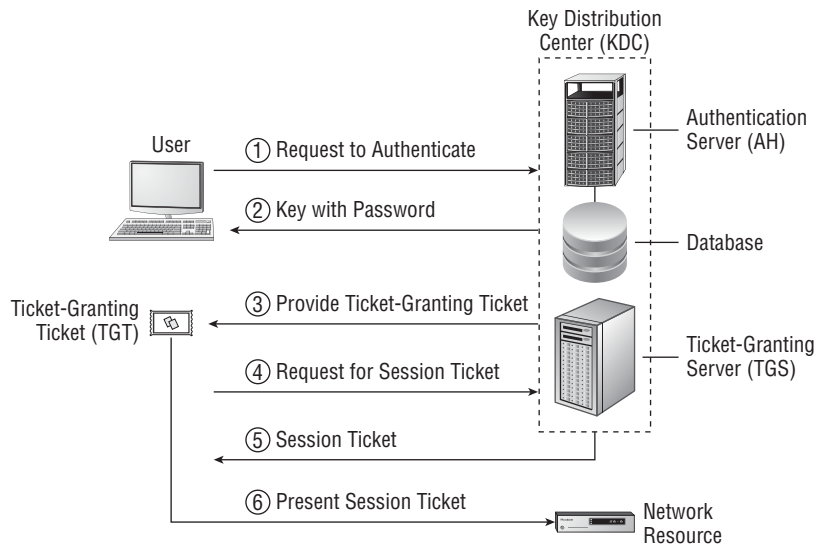 Key Distribution
Center (KDC)
Authentication
Server (AH)
User
① Request to Authenticate
② Key with Password
Database
③ Provide Ticket-Granting Ticket
Ticket-Granting
Ticket (TGT)
④ Request for Session Ticket
Ticket-Granting
Server (TGS)
⑤ Session Ticket
⑥ Present Session Ticket
Network
Resource